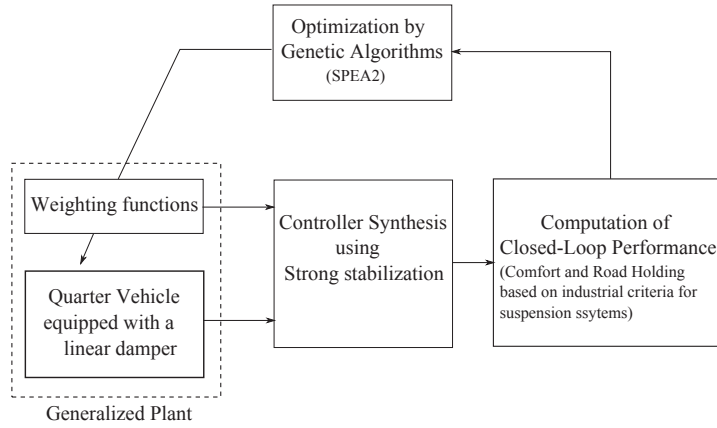 Optimization by
Genetic Algorithms
(SPEA2)
Weighting functions
Quarter Vehicle
equipped with a
linear damper
Generalized Plant
Controller Synthesis
using
Strong stabilization
Computation of
Closed-Loop Performance
(Comfort and Road Holding
based on industrial criteria for
suspension ssytems)